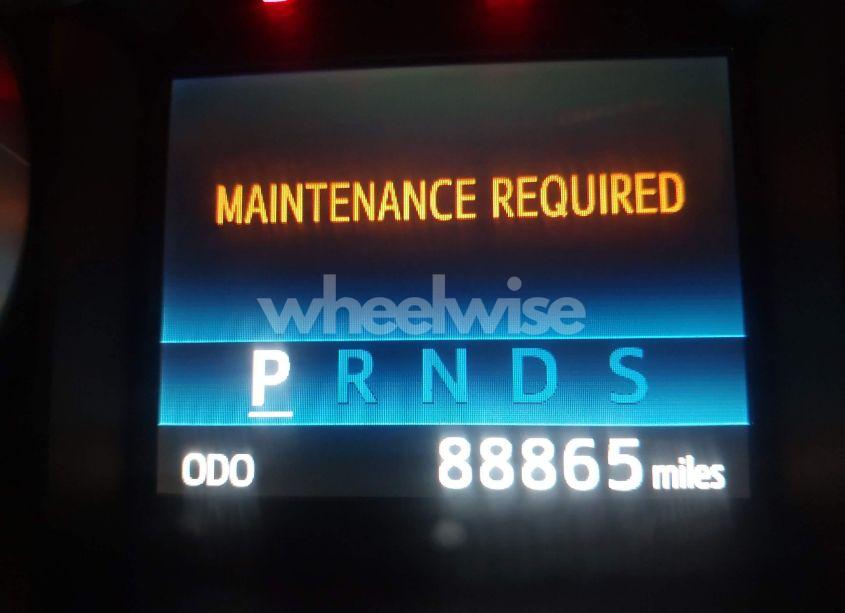 MAINTENANCE REQUIRED
wheelwise
P R N D S
ODO 88865 miles